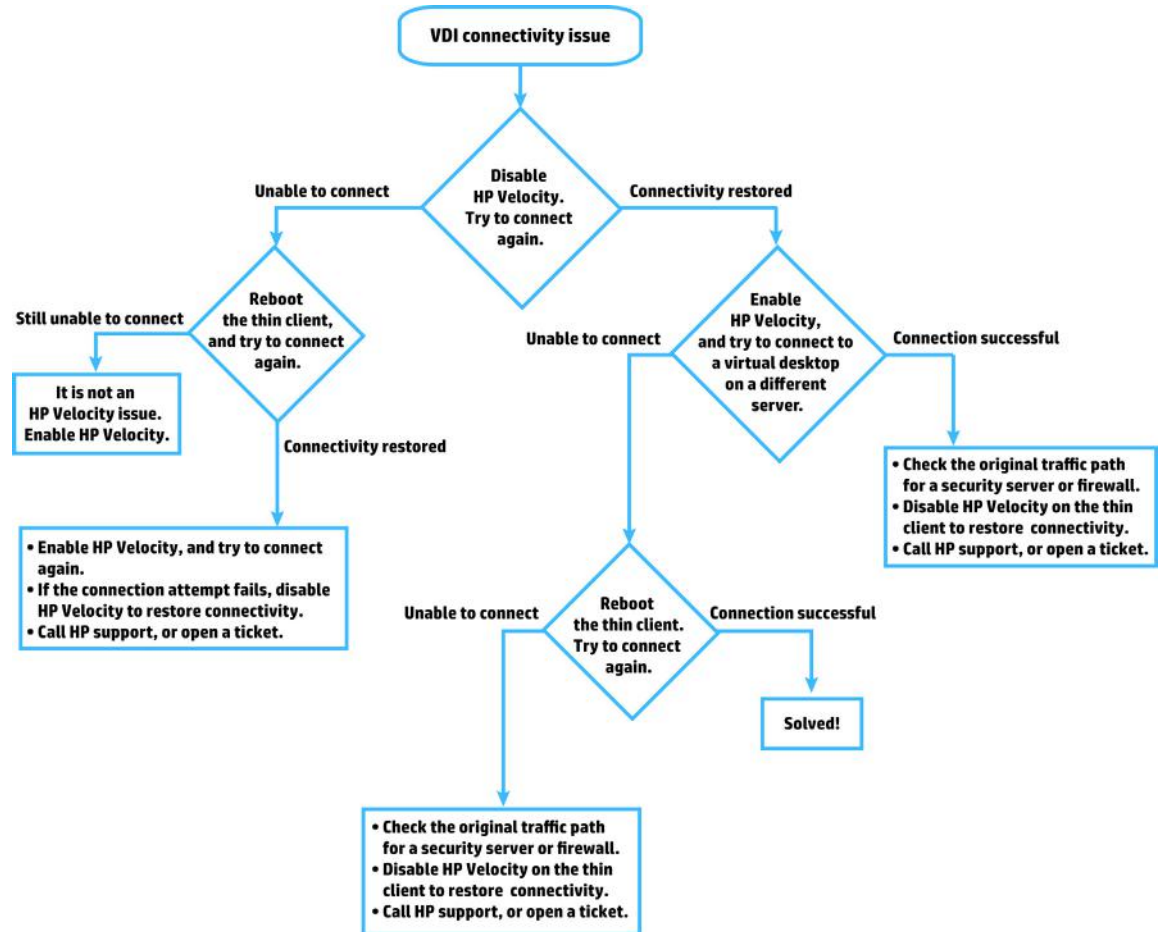 VDI connectivity issue
Disable
HP Velocity.
Try to connect
again.
Unable to connect
Connectivity restored
Reboot
the thin client,
and try to connect
again.
Still unable to connect
It is not an
HP Velocity issue.
Enable HP Velocity.
Connectivity restored
• Enable HP Velocity, and try to connect
again.
• If the connection attempt fails, disable
HP Velocity to restore connectivity.
• Call HP support, or open a ticket.
Enable
HP Velocity,
and try to connect to
a virtual desktop
on a different
server.
Unable to connect
Connection successful
• Check the original traffic path
for a security server or firewall.
• Disable HP Velocity on the thin
client to restore connectivity.
• Call HP support, or open a ticket.
Reboot
the thin client.
Try to connect
again.
Unable to connect
Connection successful
Solved!
• Check the original traffic path
for a security server or firewall.
• Disable HP Velocity on the thin
client to restore connectivity.
• Call HP support, or open a ticket.